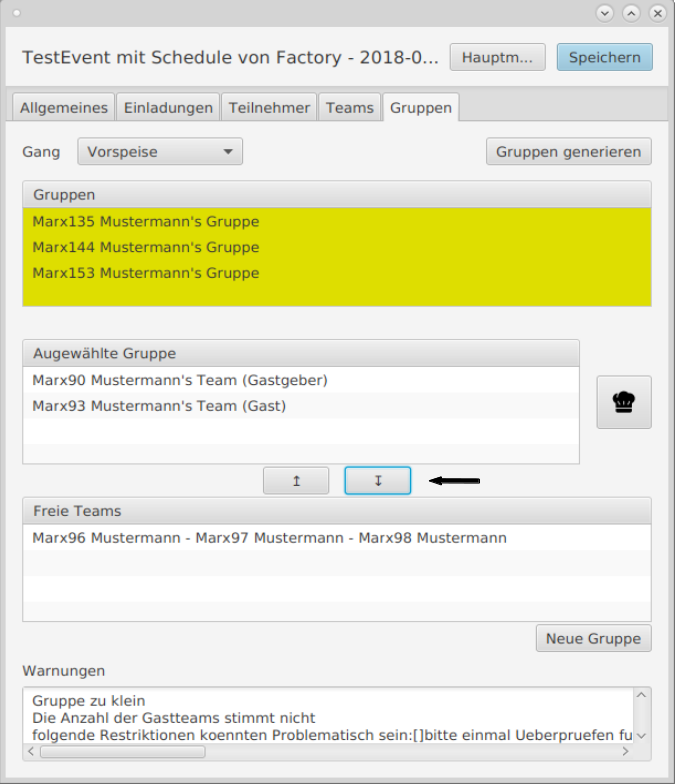 TestEvent mit Schedule von Factory - 2018-0... Hauptm... Speichern
Allgemeines Einladungen Teilnehmer Teams Gruppen
Gang Vorspeise Gruppen generieren
Gruppen
Marx135 Mustermann's Gruppe
Marx144 Mustermann's Gruppe
Marx153 Mustermann's Gruppe
Augewählte Gruppe
Marx90 Mustermann's Team (Gastgeber)
Marx93 Mustermann's Team (Gast)
↥ ↧
Freie Teams
Marx96 Mustermann - Marx97 Mustermann - Marx98 Mustermann
Neue Gruppe
Warnungen
Gruppe zu klein
Die Anzahl der Gastteams stimmt nicht
folgende Restriktionen koennten Problematisch sein:[]bitte einmal Ueberpruefen fu